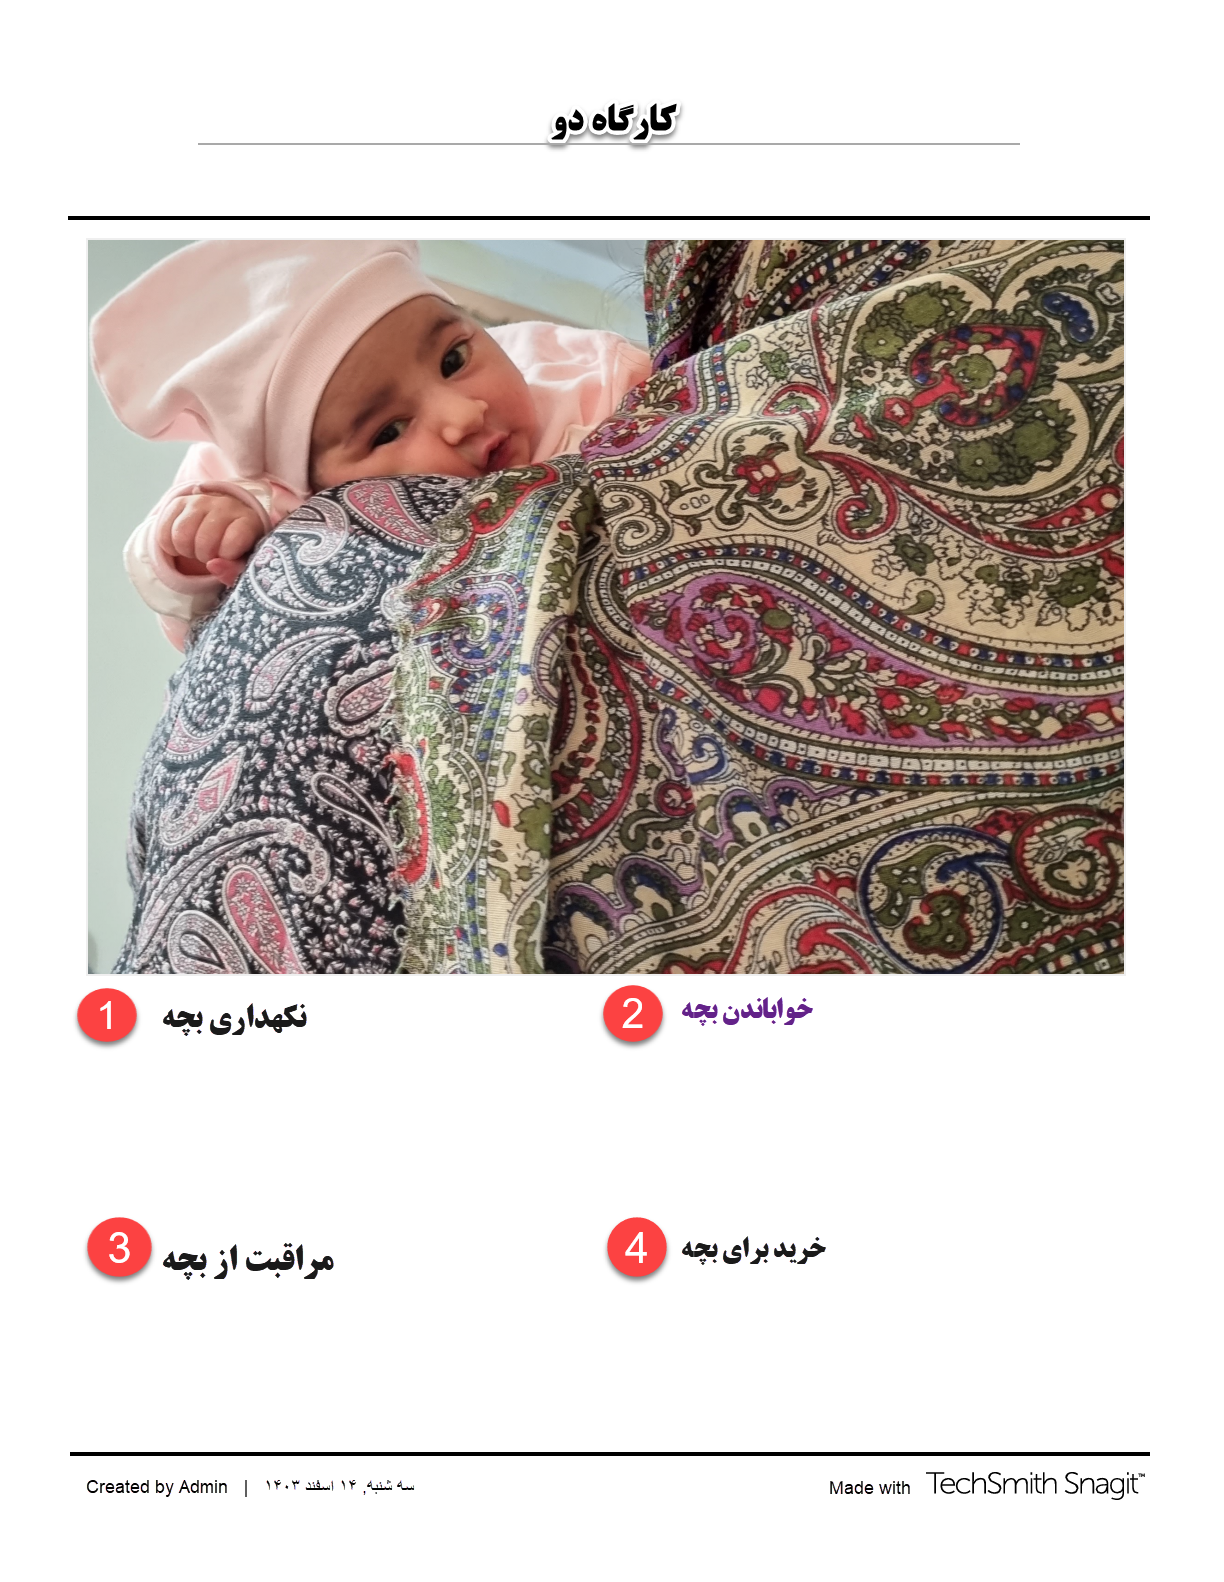 کارگاه دو
1 نکهداری بچه
2 خواباندن بچه
3 مراقبت از بچه
4 خرید برای بچه
Created by Admin | سه شنبه, ۱۴ اسفند ۱۴۰۳
Made with TechSmith Snagit™